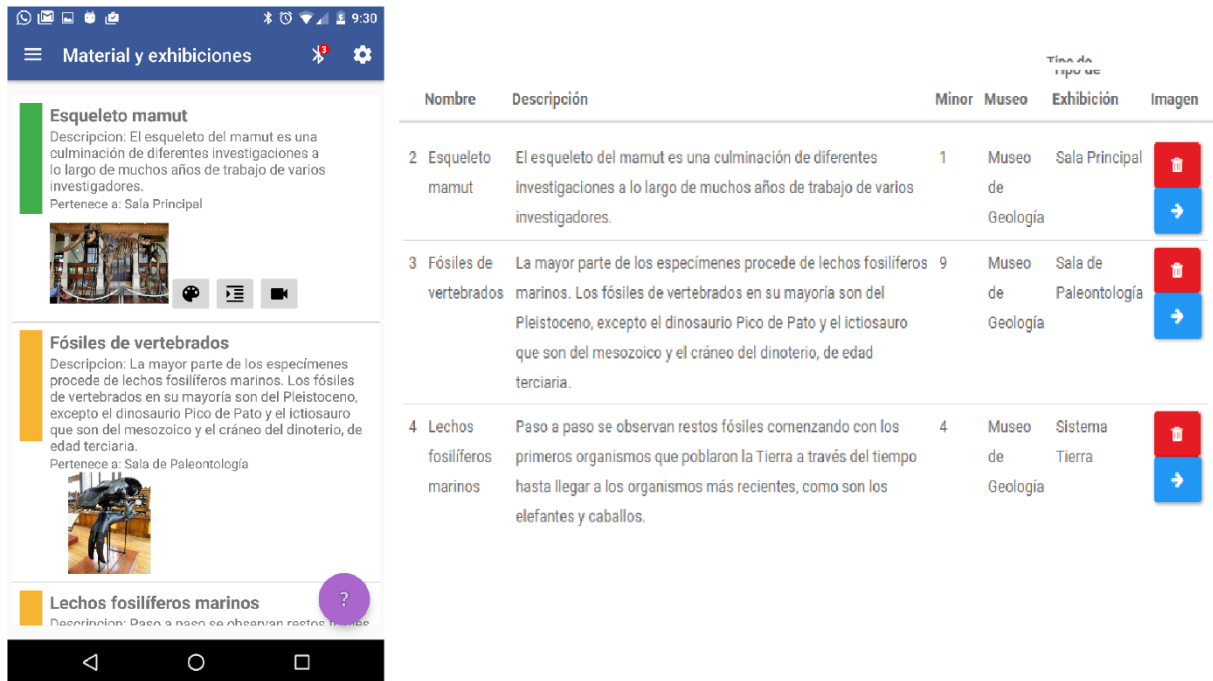 9:30
Material y exhibiciones
3
Esqueleto mamut
Descripcion: El esqueleto del mamut es una
culminación de diferentes investigaciones a
lo largo de muchos años de trabajo de varios
investigadores.
Pertenece a: Sala Principal
Fósiles de vertebrados
Descripcion: La mayor parte de los especímenes
procede de lechos fosilíferos marinos. Los fósiles
de vertebrados en su mayoría son del Pleistoceno,
excepto el dinosaurio Pico de Pato y el ictiosauro
que son del mesozoico y el cráneo del dinoterio, de
edad terciaria.
Pertenece a: Sala de Paleontología
Lechos fosilíferos marinos
Descripcion: Paso a paso se observan restos fósiles
?
Tipo de
Nombre Descripción Minor Museo Exhibición Imagen
2 Esqueleto El esqueleto del mamut es una culminación de diferentes 1 Museo Sala Principal
mamut investigaciones a lo largo de muchos años de trabajo de varios de
investigadores. Geología
3 Fósiles de La mayor parte de los especímenes procede de lechos fosilíferos 9 Museo Sala de
vertebrados marinos. Los fósiles de vertebrados en su mayoría son del de Paleontología
Pleistoceno, excepto el dinosaurio Pico de Pato y el ictiosauro Geología
que son del mesozoico y el cráneo del dinoterio, de edad
terciaria.
4 Lechos Paso a paso se observan restos fósiles comenzando con los 4 Museo Sistema
fosilíferos primeros organismos que poblaron la Tierra a través del tiempo de Tierra
marinos hasta llegar a los organismos más recientes, como son los Geología
elefantes y caballos.